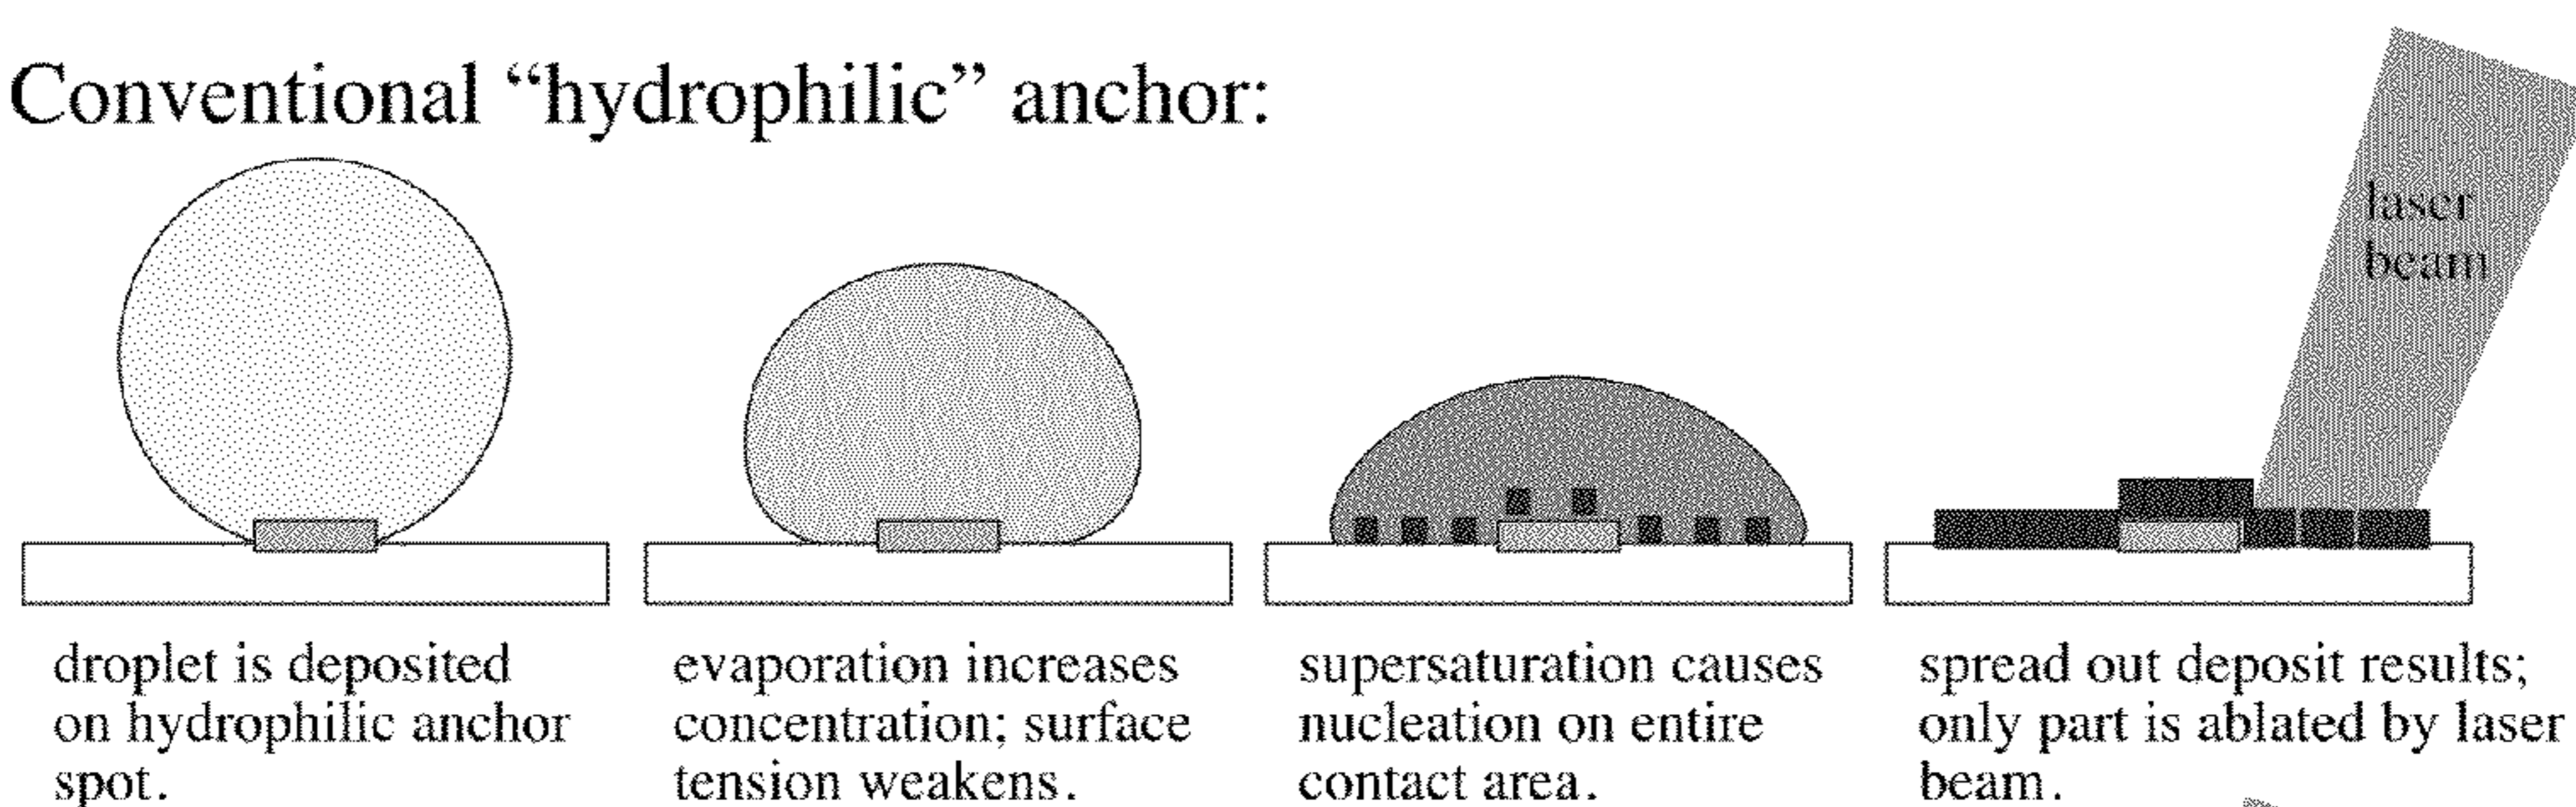 Conventional “hydrophilic” anchor:
laser
beam
droplet is deposited
on hydrophilic anchor
spot.
evaporation increases
concentration; surface
tension weakens.
supersaturation causes
nucleation on entire
contact area.
spread out deposit results;
only part is ablated by laser
beam.